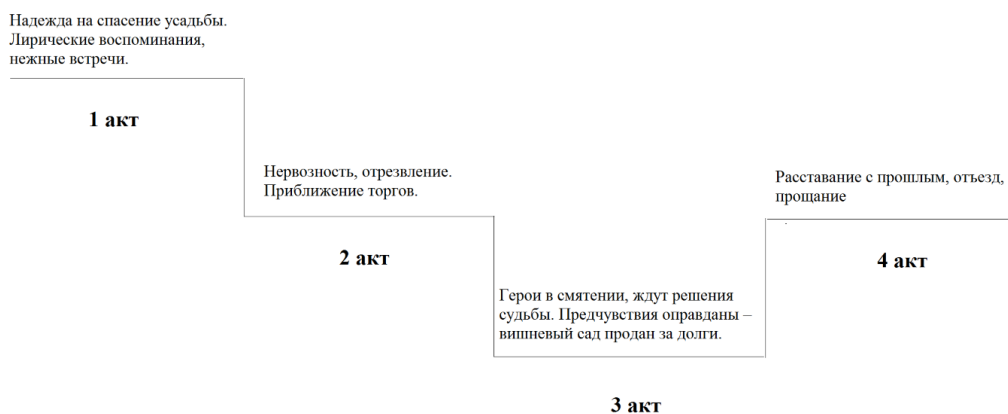 Надежда на спасение усадьбы.
Лирические воспоминания,
нежные встречи.
1 акт
Нервозность, отрезвление.
Приближение торгов.
2 акт
Герои в смятении, ждут решения
судьбы. Предчувствия оправданы –
вишневый сад продан за долги.
3 акт
Расставание с прошлым, отъезд,
прощание
4 акт